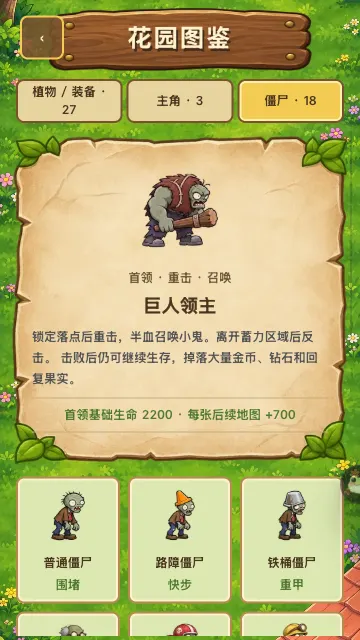 ‹
花园图鉴
植物 / 装备 ·
27
主角 · 3
僵尸 · 18
首领 · 重击 · 召唤
巨人领主
锁定落点后重击，半血召唤小鬼。离开蓄力区域后反
击。 击败后仍可继续生存，掉落大量金币、钻石和回
复果实。
首领基础生命 2200 · 每张后续地图 +700
普通僵尸
围堵
路障僵尸
快步
铁桶僵尸
重甲